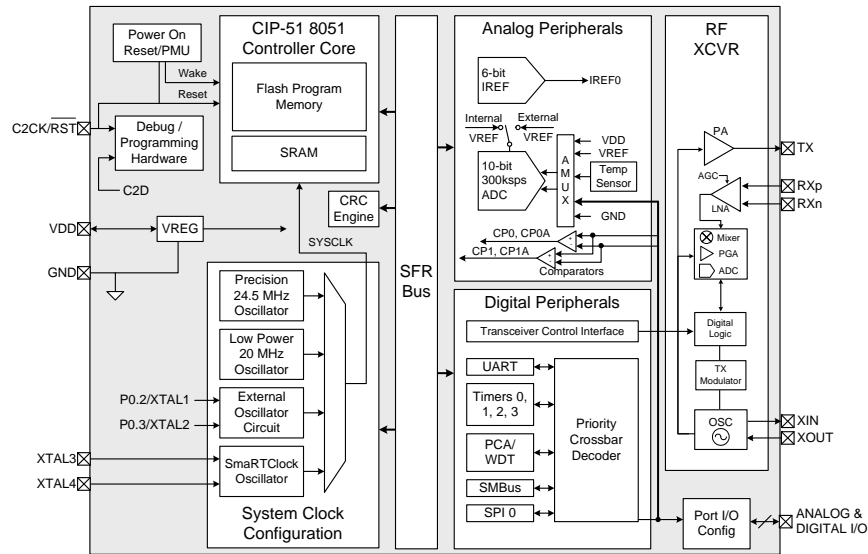 Power On
Reset/PMU
Wake
Reset
C2CK/RST
Debug /
Programming
Hardware
C2D
VDD
VREG
GND
CIP-51 8051
Controller Core
Flash Program
Memory
SRAM
CRC
Engine
SYSCLK
Precision
24.5 MHz
Oscillator
Low Power
20 MHz
Oscillator
P0.2/XTAL1
P0.3/XTAL2
External
Oscillator
Circuit
XTAL3
XTAL4
SmaRTClock
Oscillator
System Clock
Configuration
SFR
Bus
Analog Peripherals
6-bit
IREF
IREF0
Internal
VREF
External
VREF
10-bit
300ksps
ADC
A
M
U
X
VDD
VREF
Temp
Sensor
GND
CP0, CP0A
CP1, CP1A
+
-
+
-
Comparators
Digital Peripherals
Transceiver Control Interface
UART
Timers 0,
1, 2, 3
PCA/
WDT
SMBus
SPI 0
Priority
Crossbar
Decoder
RF
XCVR
PA
TX
AGC
LNA
RXp
RXn
Mixer
PGA
ADC
Digital
Logic
TX
Modulator
OSC
XIN
XOUT
Port I/O
Config
ANALOG &
DIGITAL I/O